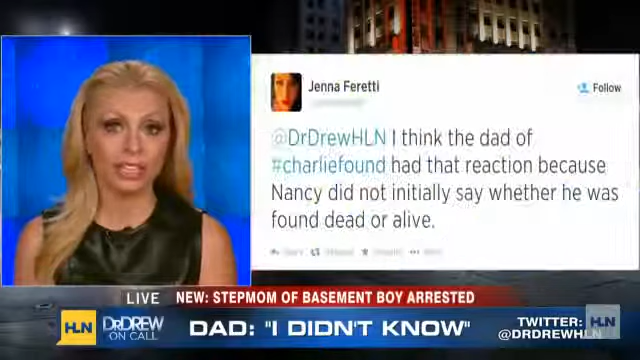 Jenna Feretti
Follow
@DrDrewHLN I think the dad of
#charliefound had that reaction because
Nancy did not initially say whether he was
found dead or alive.
LIVE
NEW: STEPMOM OF BASEMENT BOY ARRESTED
HLN
DRDREW
ON CALL
DAD: "I DIDN'T KNOW"
TWITTER:
@DRDREWHLN
HLN